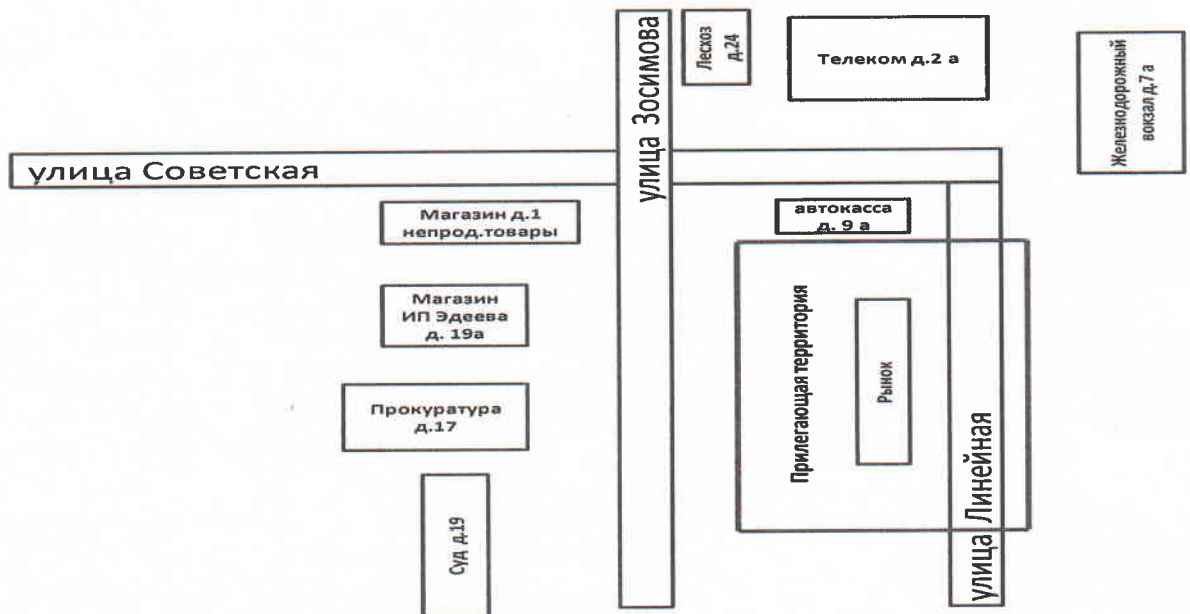 Лесхоз
д.24
Телеком д.2 а
Железнодорожный
вокзал д.7 а
улица Зосимова
улица Советская
Магазин д.1
непрод.товары
автокасса
д. 9 а
Магазин
ИП Эдеева
д. 19а
Прилегающая территория
Рынок
Прокуратура
д.17
улица Линейная
Суд д.19